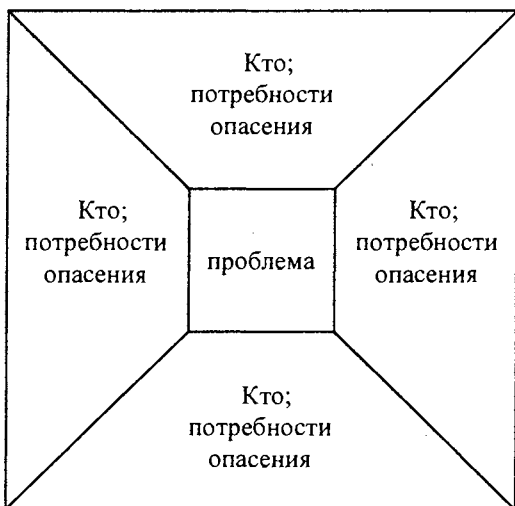 Кто;
потребности
опасения
Кто;
потребности
опасения
проблема
Кто;
потребности
опасения
Кто;
потребности
опасения